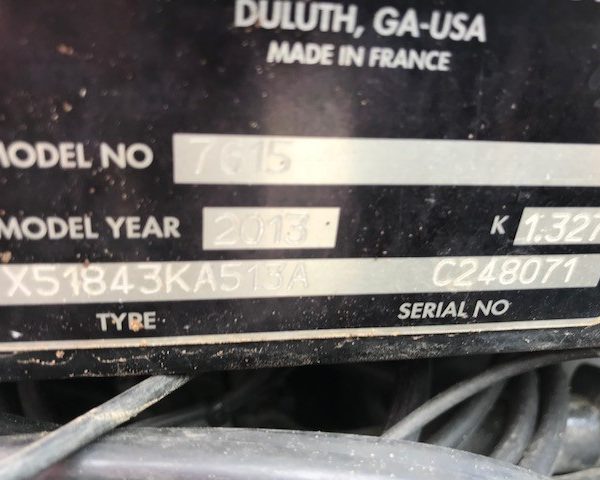 DULUTH, GA-USA
MADE IN FRANCE
MODEL NO 7615
MODEL YEAR 2013 K 1:327
X51843KA513A C248071
TYPE SERIAL NO